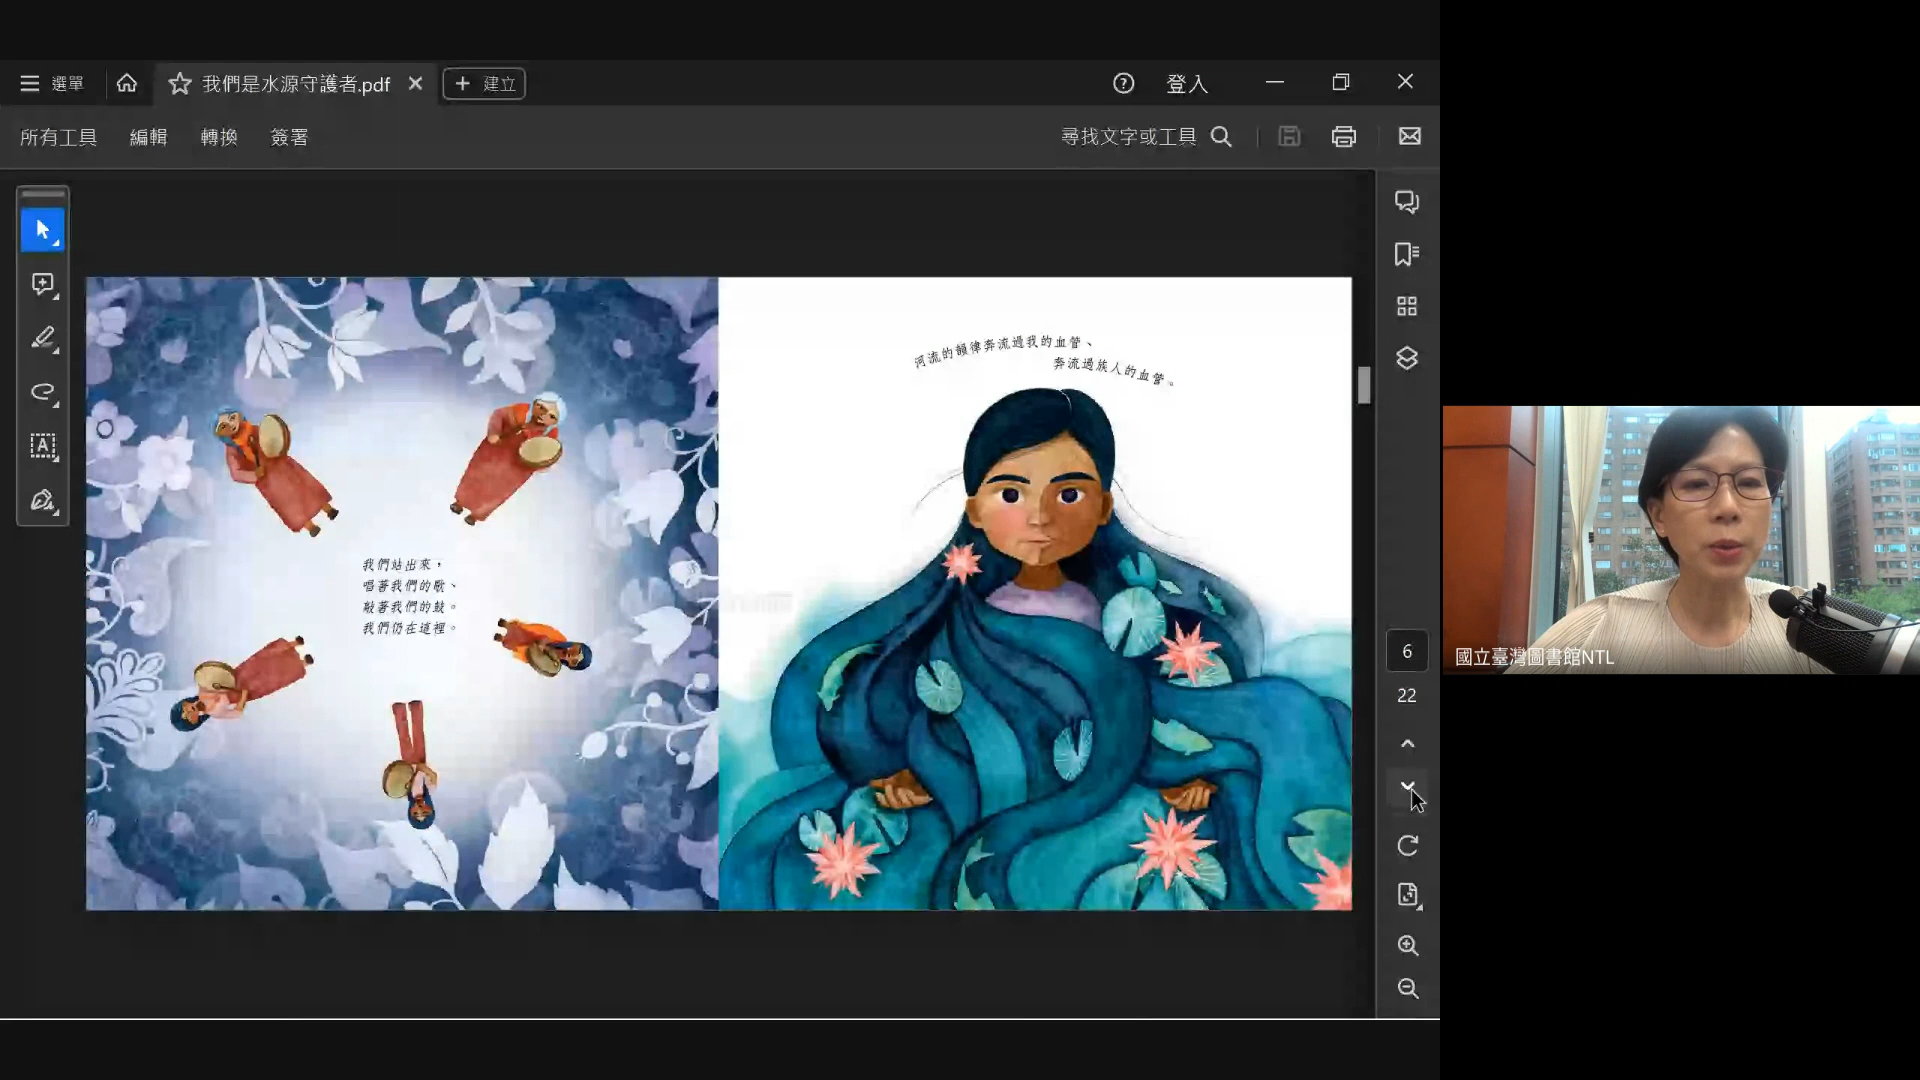 選單
我們是水源守護者.pdf
建立
登入
所有工具
編輯
轉換
簽署
尋找文字或工具
我們站出來，
唱著我們的歌、
敲著我們的鼓。
我們仍在這裡。
河流的韻律奔流過我的血管、
奔流過族人的血管。
6
22
國立臺灣圖書館NTL